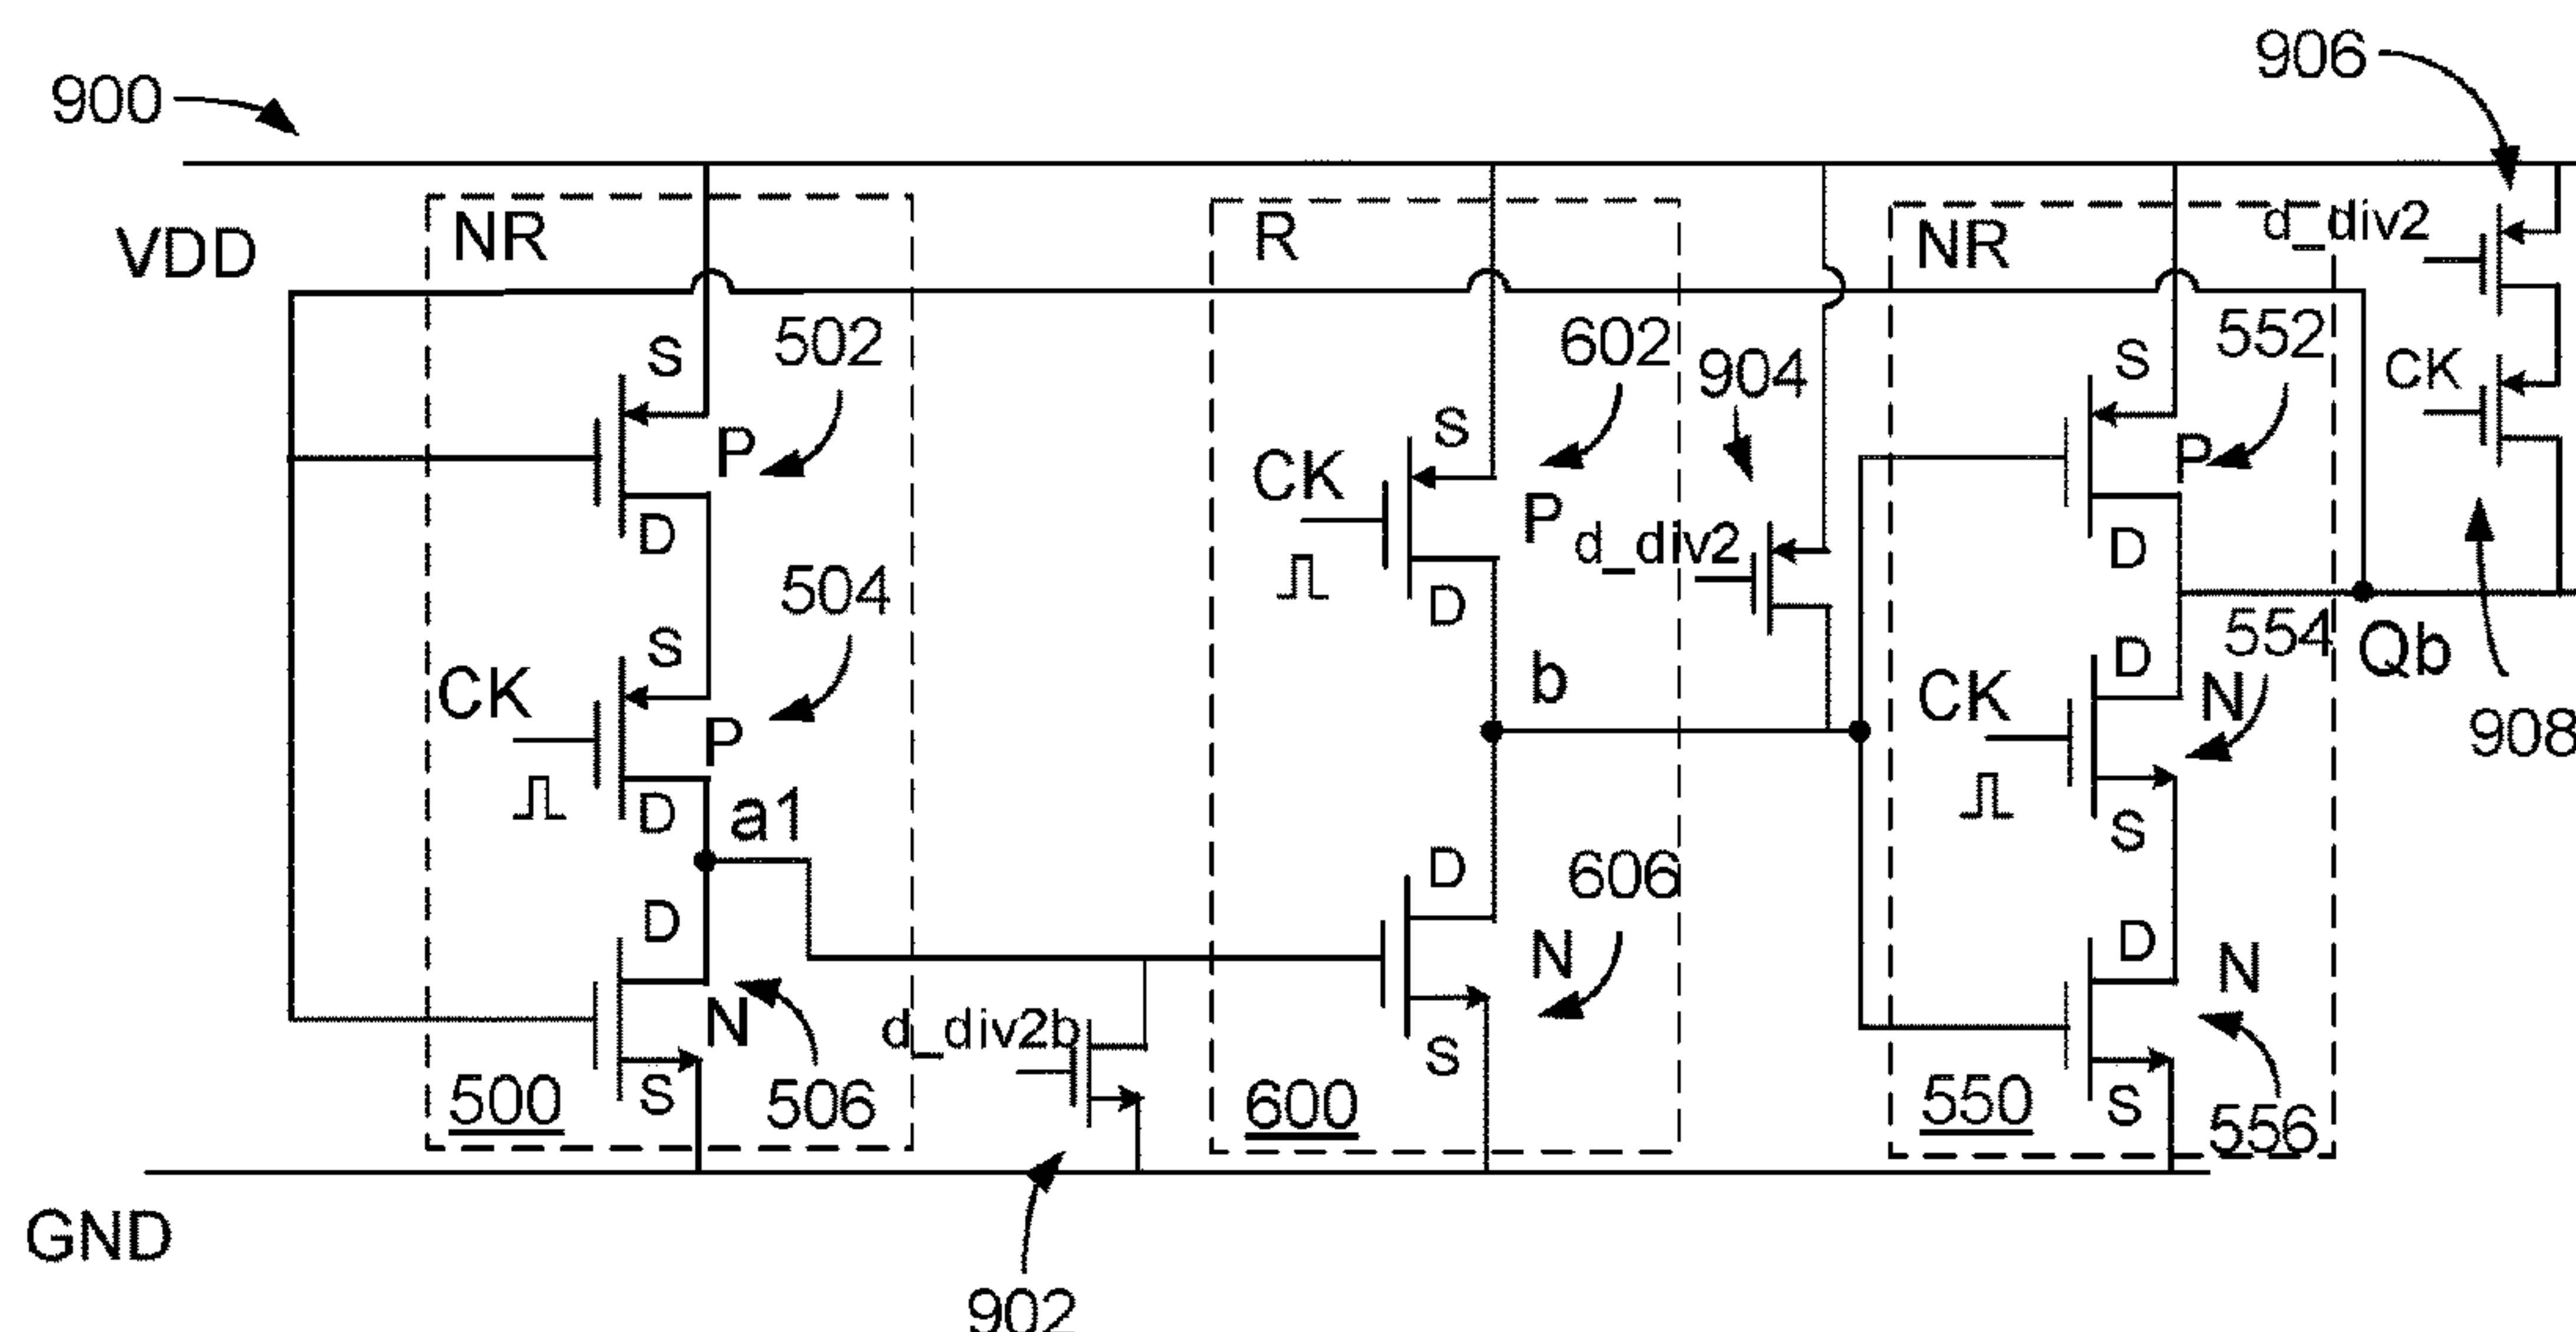 900
906
VDD
NR
R
NR
d_div2
S
502
P
D
602
S
CK
P
D
904
d_div2
S
552
P
D
CK
504
S
CK
P
D
a1
b
554
D
CK
N
S
Qb
908
D
N
S
506
500
d_div2b
D
606
N
S
600
D
N
S
550
556
GND
902